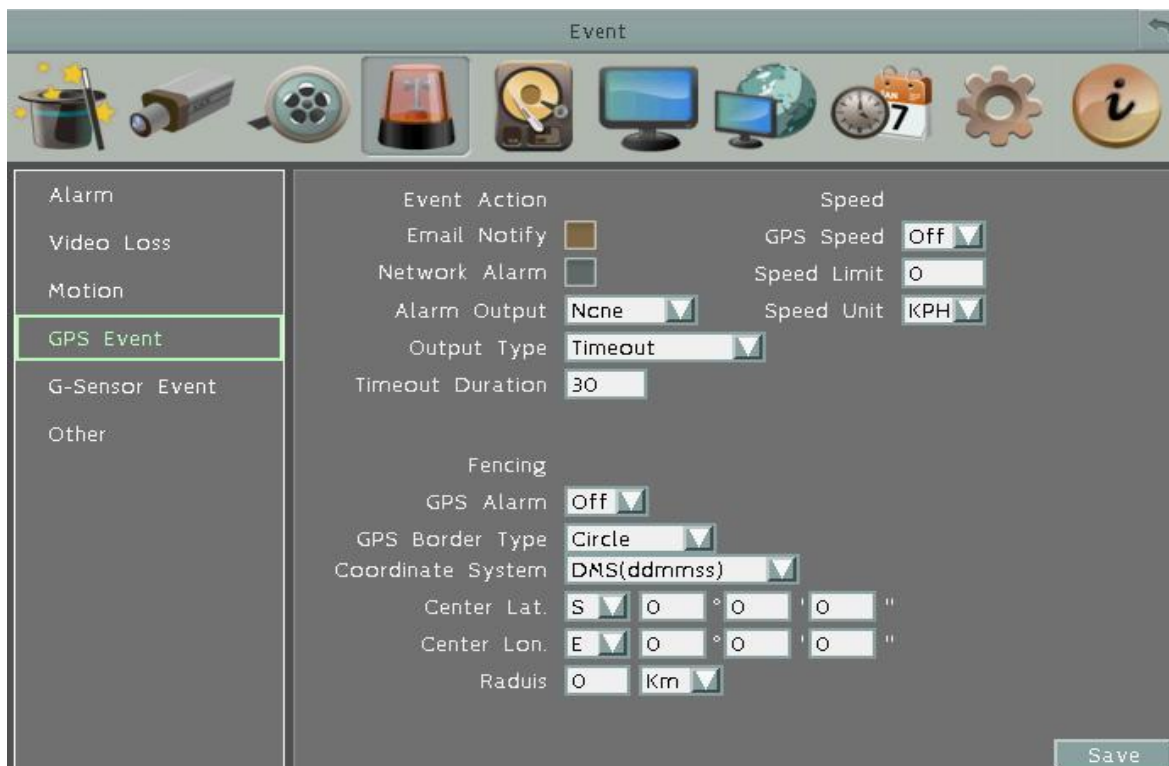 Event
7
i
Alarm
Video Loss
Motion
GPS Event
G-Sensor Event
Other
Event Action
Email Notify
Network Alarm
Alarm Output None
Output Type Timeout
Timeout Duration 30
Speed
GPS Speed Off
Speed Limit 0
Speed Unit KPH
Fencing
GPS Alarm Off
GPS Border Type Circle
Coordinate System DMS(ddmmss)
Center Lat. S 0 ° 0 ' 0 "
Center Lon. E 0 ° 0 ' 0 "
Raduis 0 Km
Save